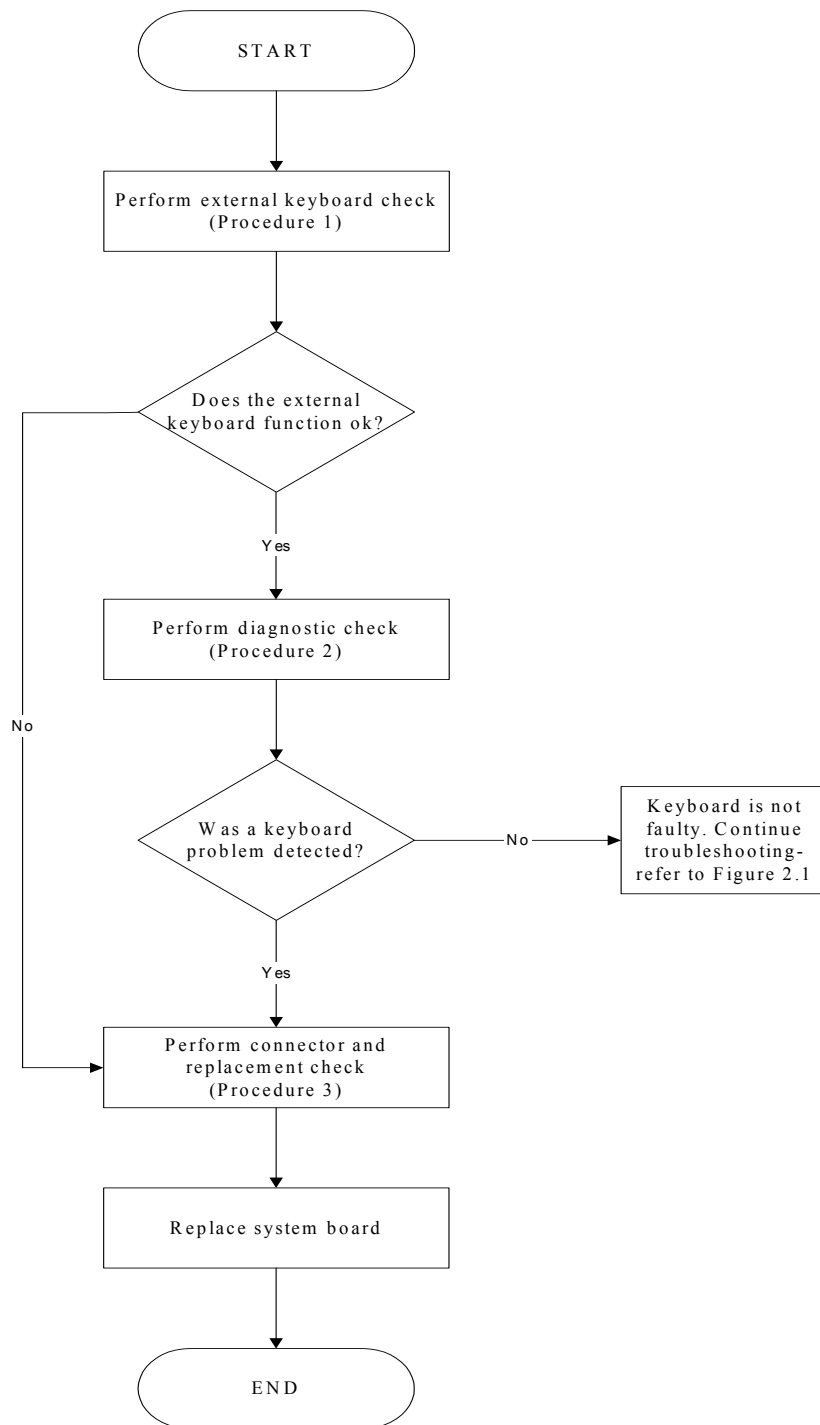 START
Perform external keyboard check
(Procedure 1)
Does the external
keyboard function ok?
Yes
Perform diagnostic check
(Procedure 2)
No
Was a keyboard
problem detected?
No
Keyboard is not
faulty. Continue
troubleshooting-
refer to Figure 2.1
Yes
Perform connector and
replacement check
(Procedure 3)
Replace system board
END